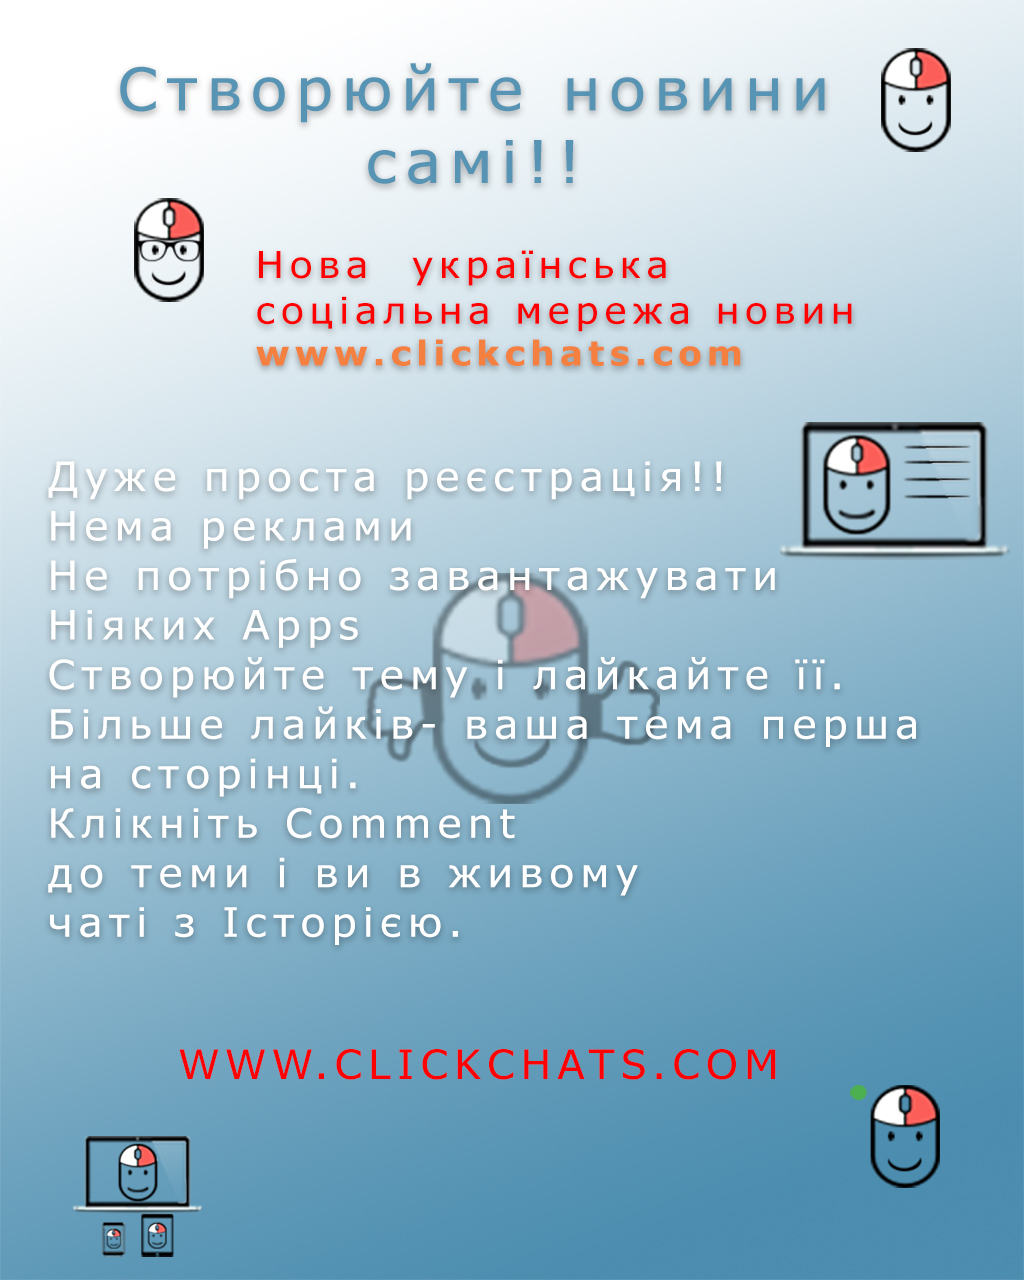 Створюйте новини
самі!!
Нова українська
соціальна мережа новин
www.clickchats.com
Дуже проста реєстрація!!
Нема реклами
Не потрібно завантажувати
Ніяких Apps
Створюйте тему і лайкайте її.
Більше лайків- ваша тема перша
на сторінці.
Клікніть Comment
до теми і ви в живому
чаті з Історією.
WWW.CLICKCHATS.COM